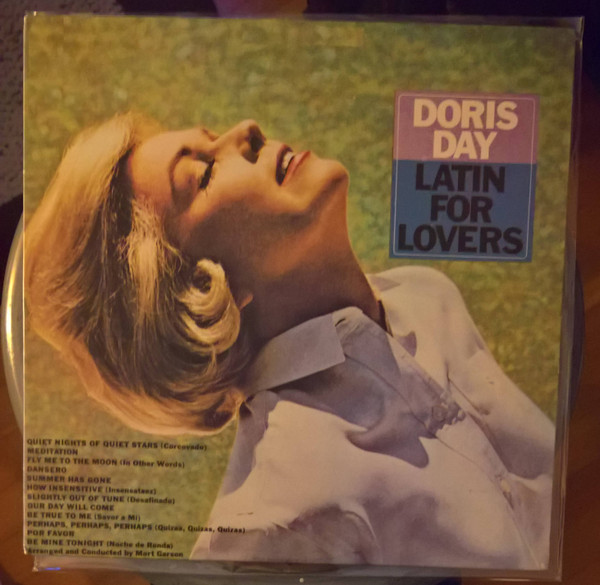 DORIS
DAY
LATIN
FOR
LOVERS
QUIET NIGHTS OF QUIET STARS (Corcovado)
MEDITATION
FLY ME TO THE MOON (In Other Words)
DANSERO
SUMMER HAS GONE
HOW INSENSITIVE (Insensatez)
SLIGHTLY OUT OF TUNE (Desafinado)
OUR DAY WILL COME
BE TRUE TO ME (Sabor a Mi)
PERHAPS, PERHAPS, PERHAPS (Quizas, Quizas, Quizas)
POR FAVOR
BE MINE TONIGHT (Noche de Ronda)
Arranged and Conducted by Mort Garson